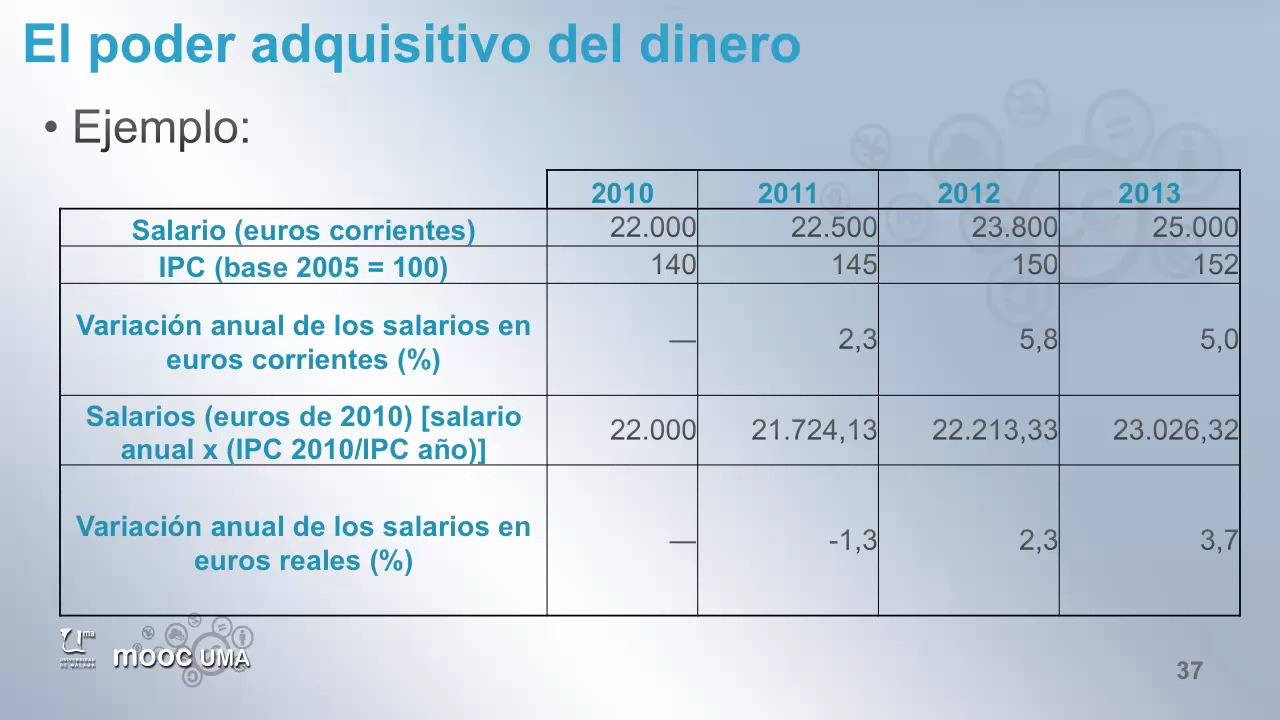 El poder adquisitivo del dinero
• Ejemplo:
2010 2011 2012 2013
Salario (euros corrientes) 22.000 22.500 23.800 25.000
IPC (base 2005 = 100) 140 145 150 152
Variación anual de los salarios en
euros corrientes (%) — 2,3 5,8 5,0
Salarios (euros de 2010) [salario
anual x (IPC 2010/IPC año)] 22.000 21.724,13 22.213,33 23.026,32
Variación anual de los salarios en
euros reales (%) — -1,3 2,3 3,7
uma
UNIVERSIDAD
DE MÁLAGA
mooc UMA
37